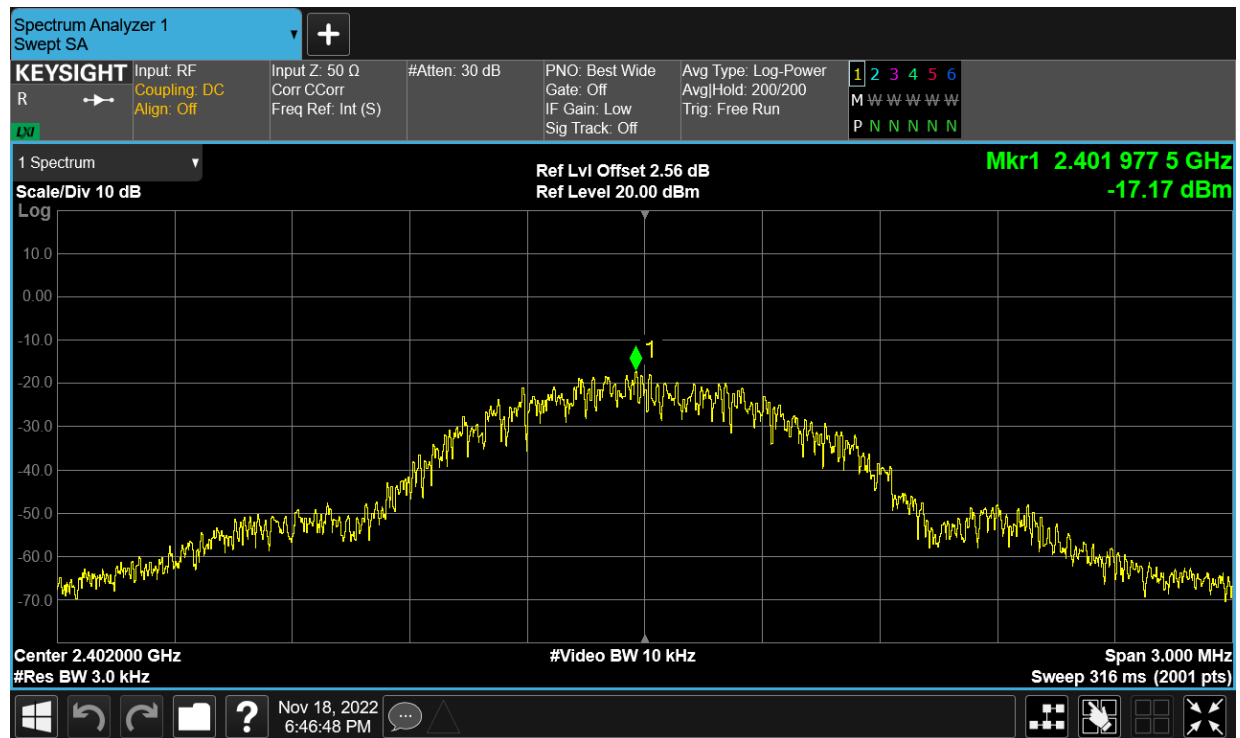 Spectrum Analyzer 1
Swept SA
+
KEYSIGHT
R
LXI
Input: RF
Coupling: DC
Align: Off
Input Z: 50 Ω
Corr CCorr
Freq Ref: Int (S)
#Atten: 30 dB
PNO: Best Wide
Gate: Off
IF Gain: Low
Sig Track: Off
Avg Type: Log-Power
Avg|Hold: 200/200
Trig: Free Run
1 2 3 4 5 6
M W W W W W
P N N N N N
1 Spectrum
Scale/Div 10 dB
Log
Ref Lvl Offset 2.56 dB
Ref Level 20.00 dBm
Mkr1 2.401 977 5 GHz
-17.17 dBm
10.0
0.00
-10.0
1
-20.0
-30.0
-40.0
-50.0
-60.0
-70.0
Center 2.402000 GHz
#Video BW 10 kHz
Span 3.000 MHz
#Res BW 3.0 kHz
Sweep 316 ms (2001 pts)
?
Nov 18, 2022
6:46:48 PM